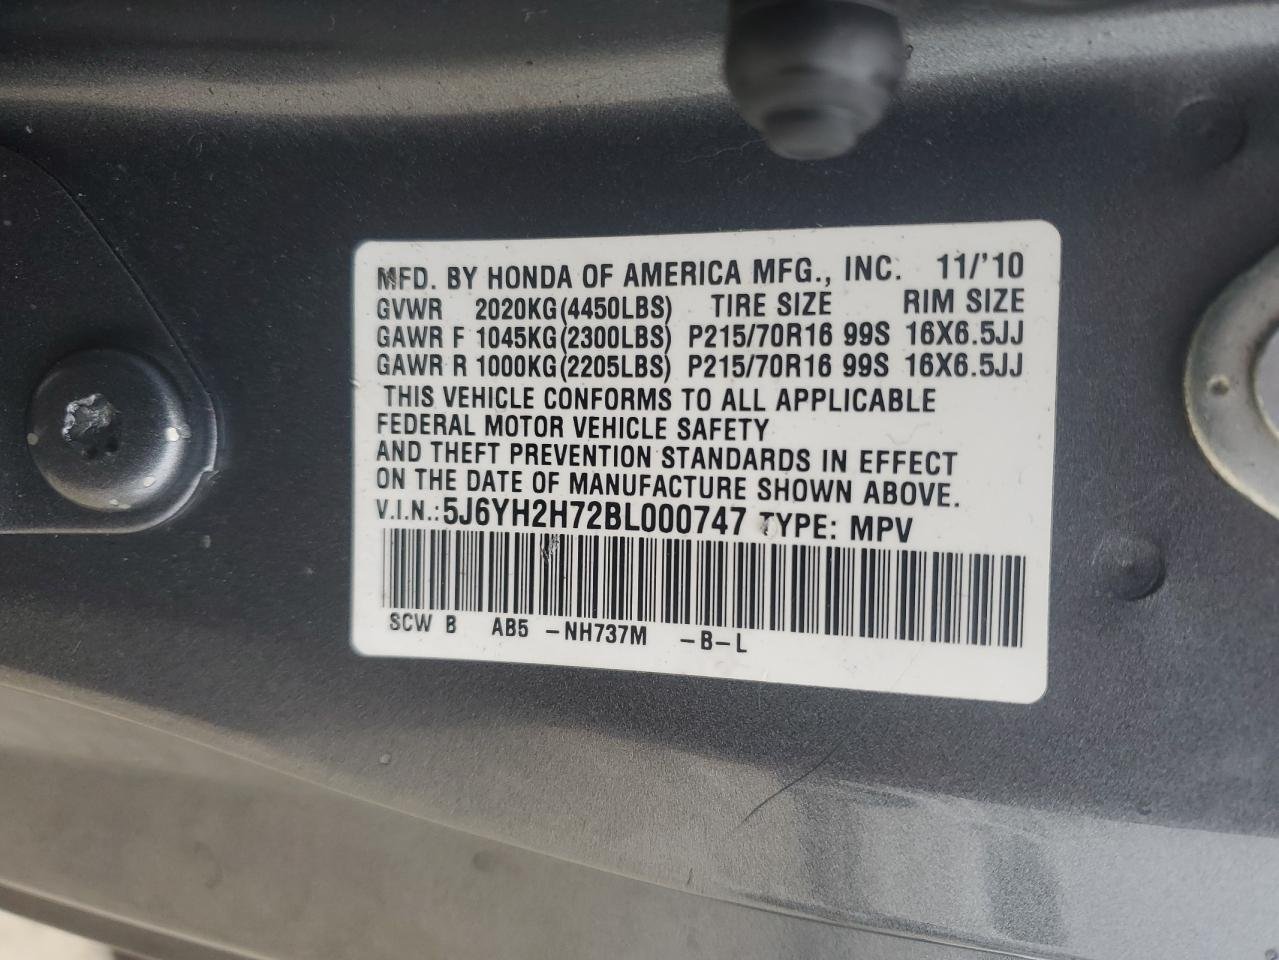 MFD. BY HONDA OF AMERICA MFG., INC. 11/'10
GVWR 2020KG(4450LBS) TIRE SIZE RIM SIZE
GAWR F 1045KG(2300LBS) P215/70R16 99S 16X6.5JJ
GAWR R 1000KG(2205LBS) P215/70R16 99S 16X6.5JJ
THIS VEHICLE CONFORMS TO ALL APPLICABLE
FEDERAL MOTOR VEHICLE SAFETY
AND THEFT PREVENTION STANDARDS IN EFFECT
ON THE DATE OF MANUFACTURE SHOWN ABOVE.
V.I.N.: 5J6YH2H72BL000747 TYPE: MPV
SCW B AB5 -NH737M -B-L